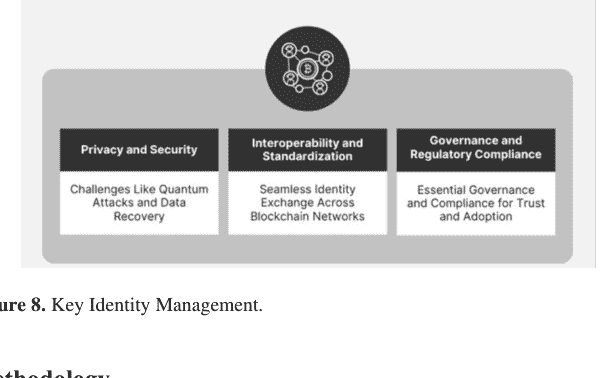 Privacy and Security
Challenges Like Quantum
Attacks and Data
Recovery
Interoperability and
Standardization
Seamless Identity
Exchange Across
Blockchain Networks
Governance and
Regulatory Compliance
Essential Governance
and Compliance for Trust
and Adoption
ure 8. Key Identity Management.